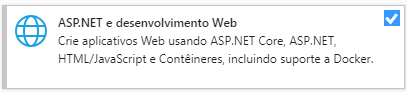 ASP.NET e desenvolvimento Web
Crie aplicativos Web usando ASP.NET Core, ASP.NET,
HTML/JavaScript e Contêineres, incluindo suporte a Docker.